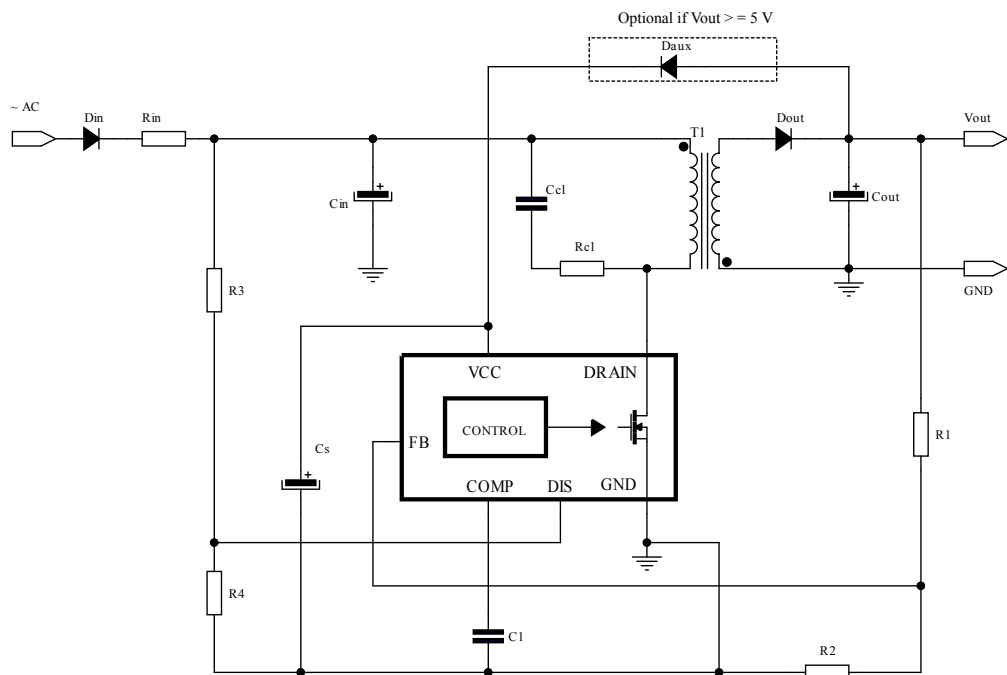 Optional if Vout > = 5 V
Daux
~ AC
Din
Rin
T1
Dout
Vout
Cin
Ccl
Cout
Rcl
R3
GND
VCC
DRAIN
CONTROL
FB
R1
Cs
COMP
DIS
GND
R4
C1
R2